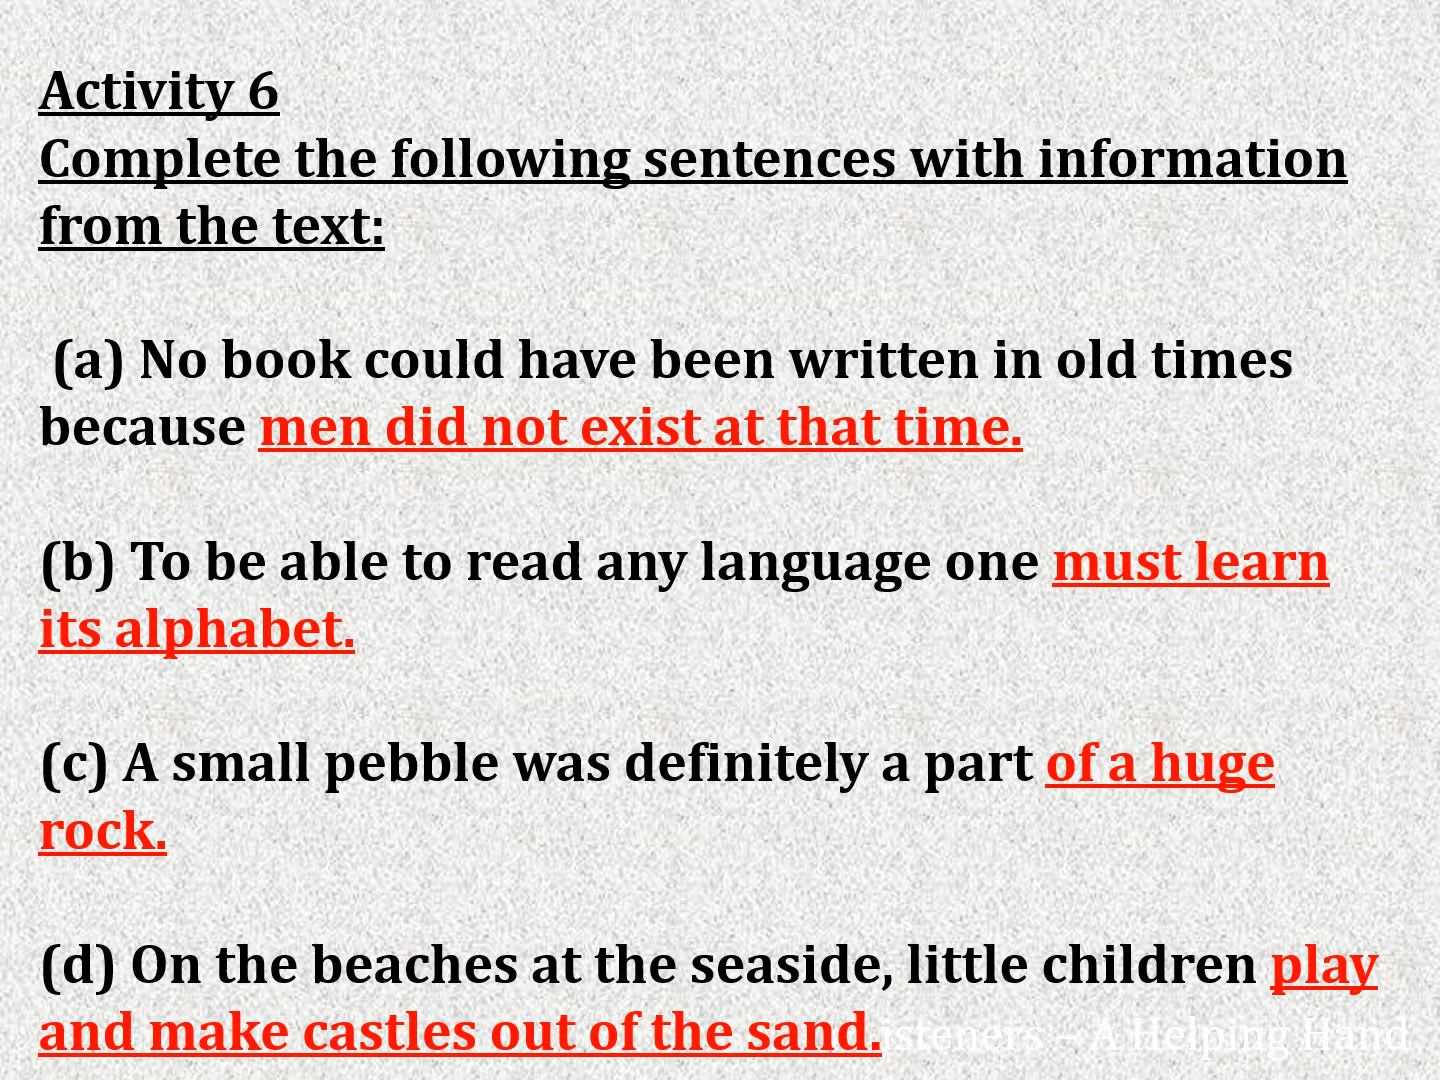 Activity 6
Complete the following sentences with information
from the text:
(a) No book could have been written in old times
because men did not exist at that time.
(b) To be able to read any language one must learn
its alphabet.
(c) A small pebble was definitely a part of a huge
rock.
(d) On the beaches at the seaside, little children play
and make castles out of the sand. Helping Hand